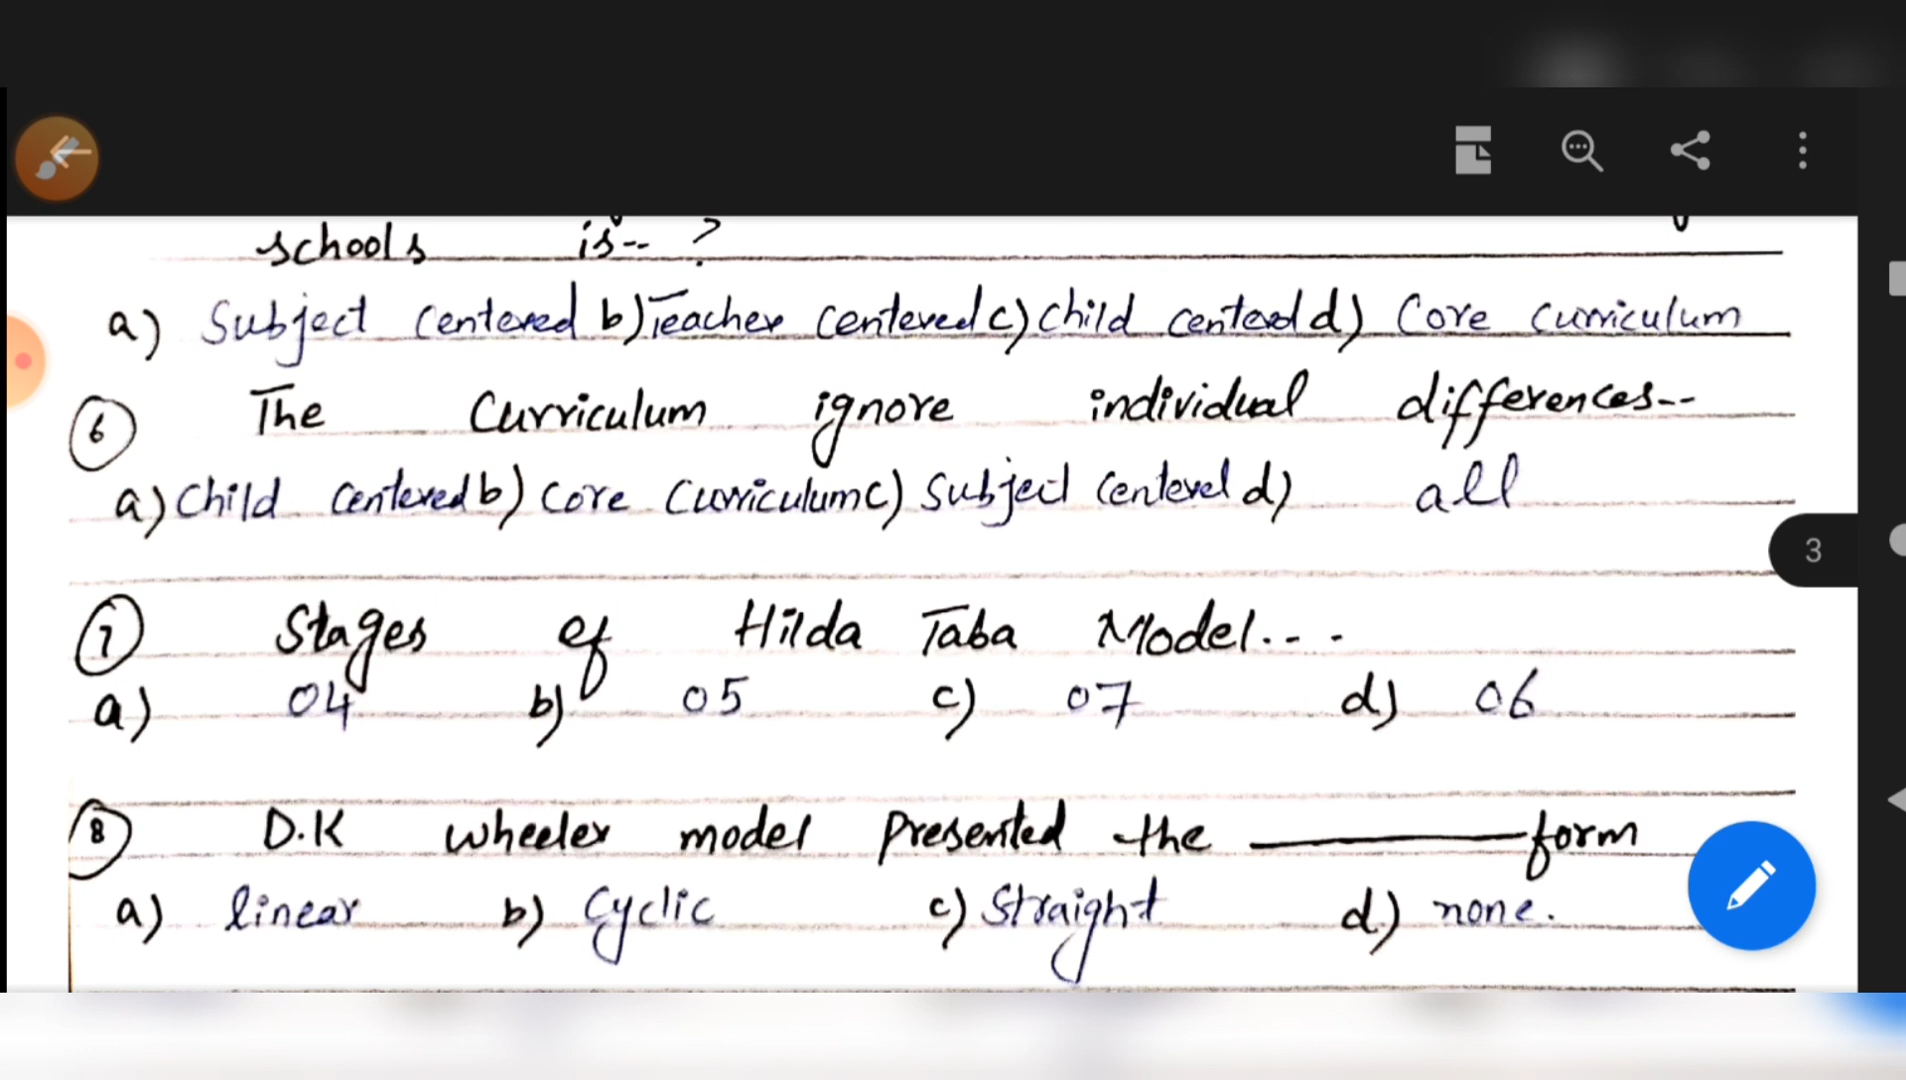 schools is-- ?
a) Subject centered b) Teacher centered c) child centerd d) Core curriculum
6 The Curriculum ignore individual differences--
a) Child centered b) Core Curriculum c) Subject centered d) all
7 Stages of Hilda Taba Model....
a) 04 b) 05 c) 07 d) 06
8 D.K wheeler model presented the ______ form
a) linear b) Cyclic c) Straight d.) none.
3